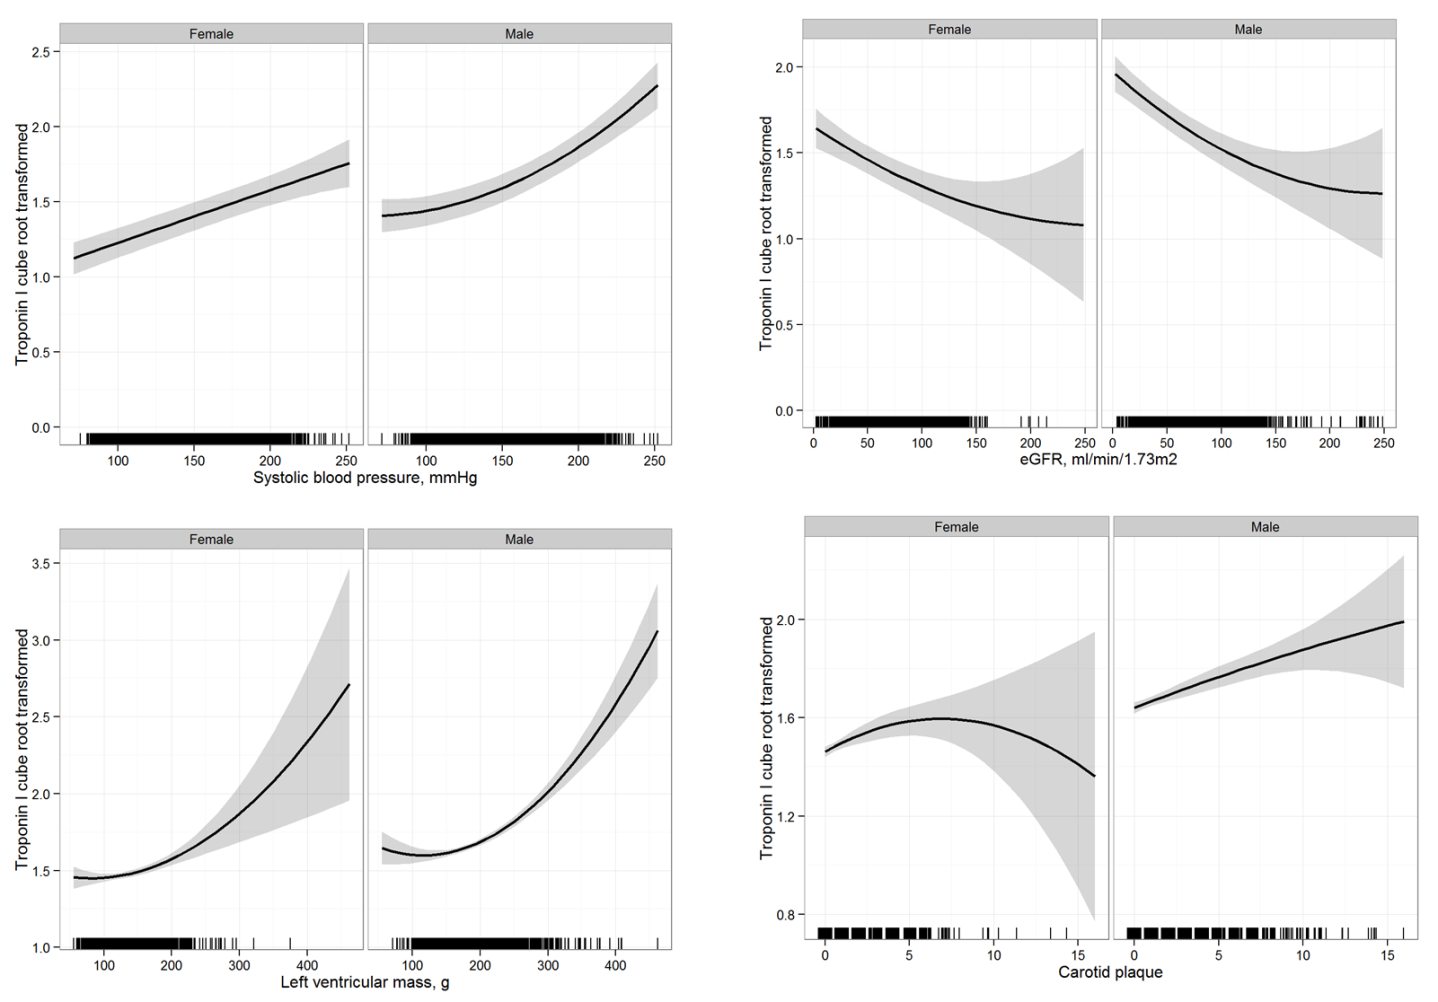 Female Male
Troponin I cube root transformed
2.5
2.0
1.5
1.0
0.5
0.0
100 150 200 250 100 150 200 250
Systolic blood pressure, mmHg
Female Male
Troponin I cube root transformed
2.0
1.5
1.0
0.5
0.0
0 50 100 150 200 250 0 50 100 150 200 250
eGFR, ml/min/1.73m2
Female Male
Troponin I cube root transformed
3.5
3.0
2.5
2.0
1.5
1.0
100 200 300 400 100 200 300 400
Left ventricular mass, g
Female Male
Troponin I cube root transformed
2.0
1.6
1.2
0.8
0 5 10 15 0 5 10 15
Carotid plaque